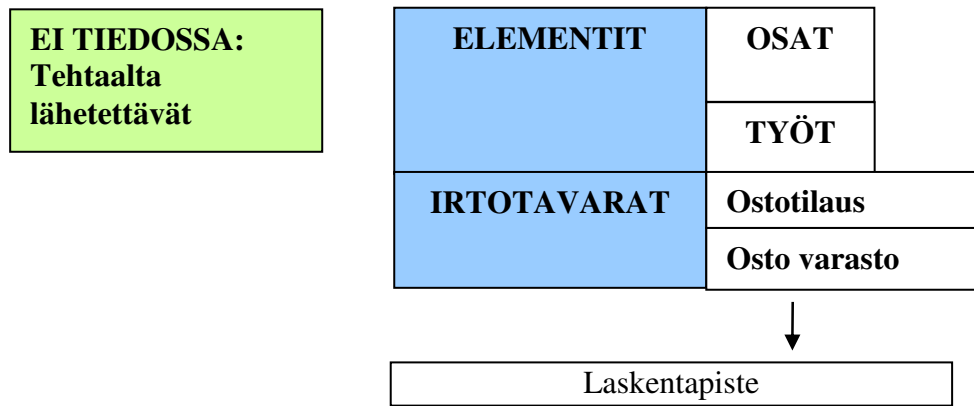 EI TIEDOSSA:
Tehtaalta
lähetettävät
ELEMENTIT
OSAT
TYÖT
IRTOTAVARAT
Ostotilaus
Osto varasto
Laskentapiste